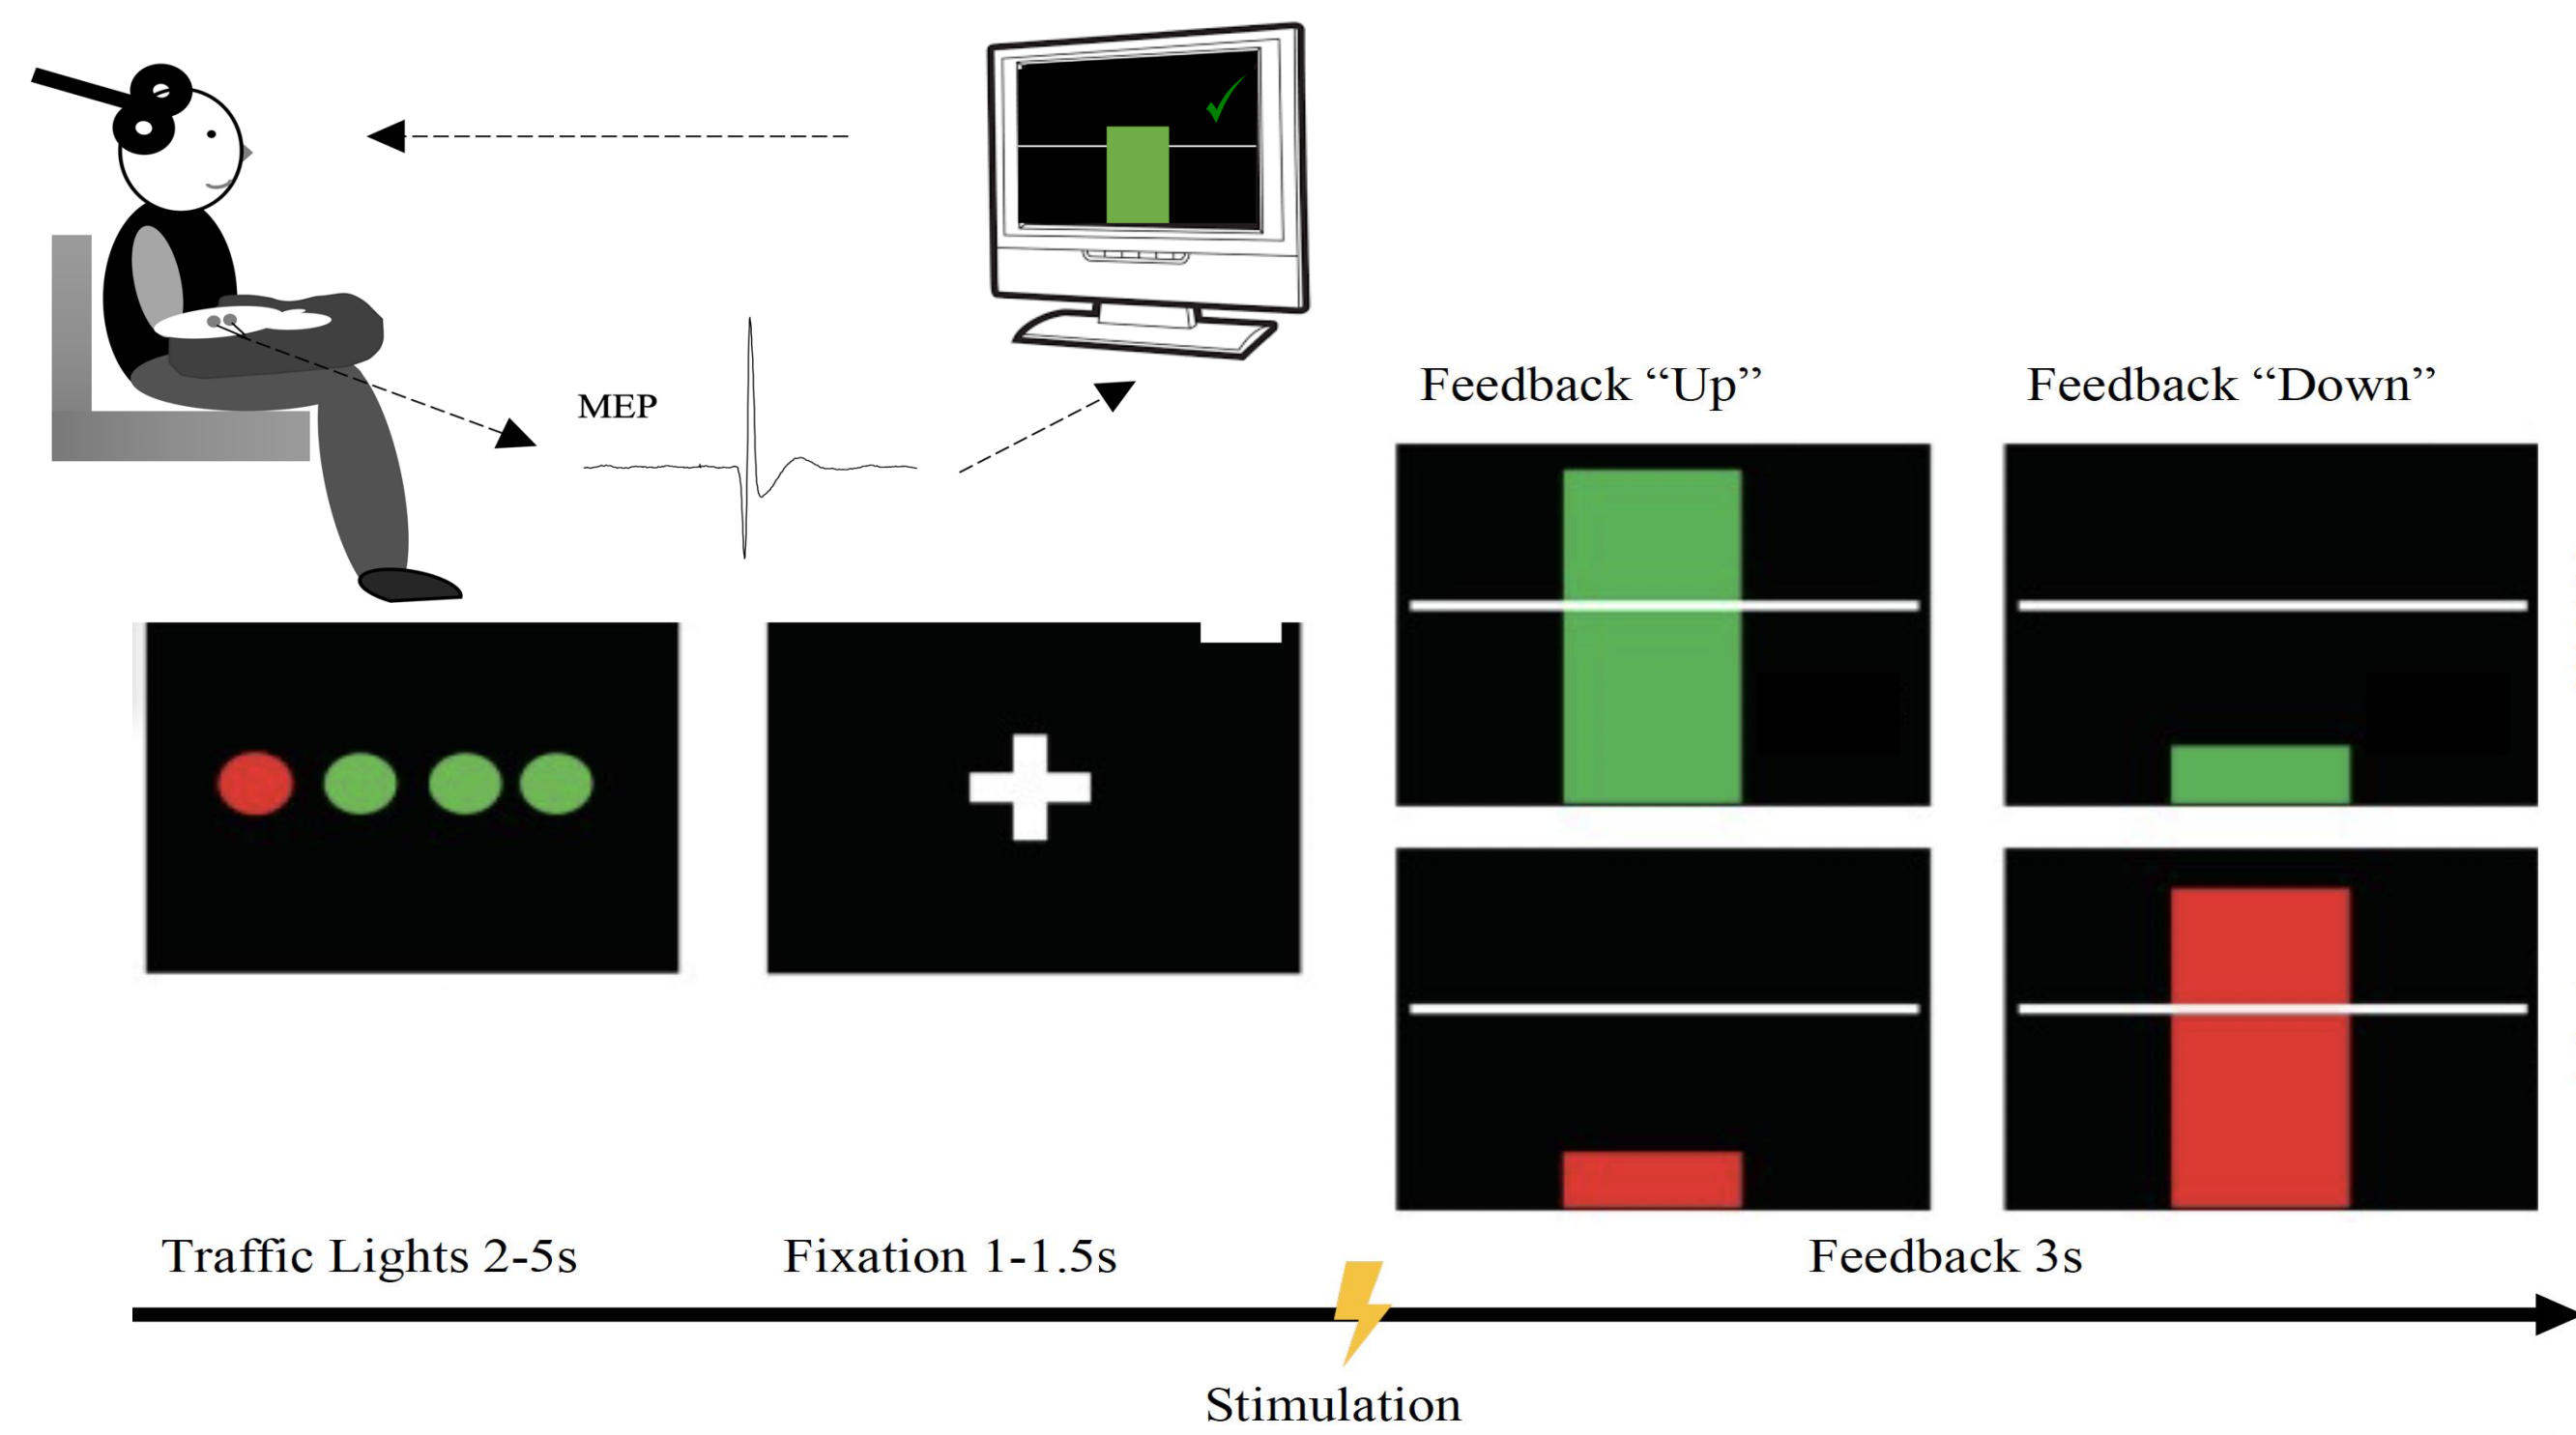 MEP
Feedback “Up”
Feedback “Down”
Traffic Lights 2-5s
Fixation 1-1.5s
Feedback 3s
Stimulation